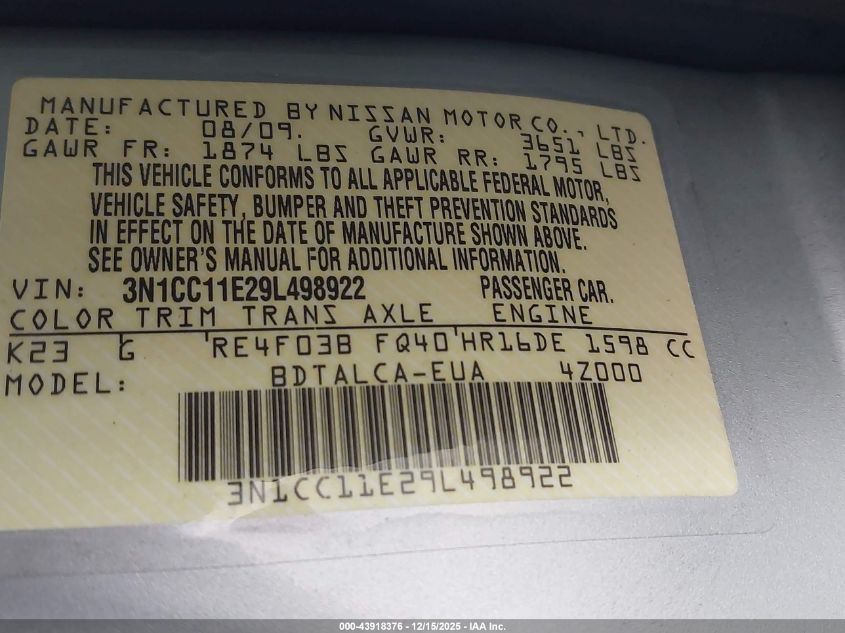 MANUFACTURED BY NISSAN MOTOR CO., LTD.
DATE: 08/09. GVWR: 3651 LBS
GAWR FR: 1874 LBS GAWR RR: 1795 LBS
THIS VEHICLE CONFORMS TO ALL APPLICABLE FEDERAL MOTOR,
VEHICLE SAFETY, BUMPER AND THEFT PREVENTION STANDARDS
IN EFFECT ON THE DATE OF MANUFACTURE SHOWN ABOVE.
SEE OWNER'S MANUAL FOR ADDITIONAL INFORMATION.
VIN: 3N1CC11E29L498922 PASSENGER CAR.
COLOR TRIM TRANS AXLE ENGINE
K23 G RE4F03B FQ40 HR16DE 1598 CC
MODEL: BDTALCA-EUA 4Z000
3N1CC11E29L498922
000-43918376 - 12/15/2025 - IAA Inc.